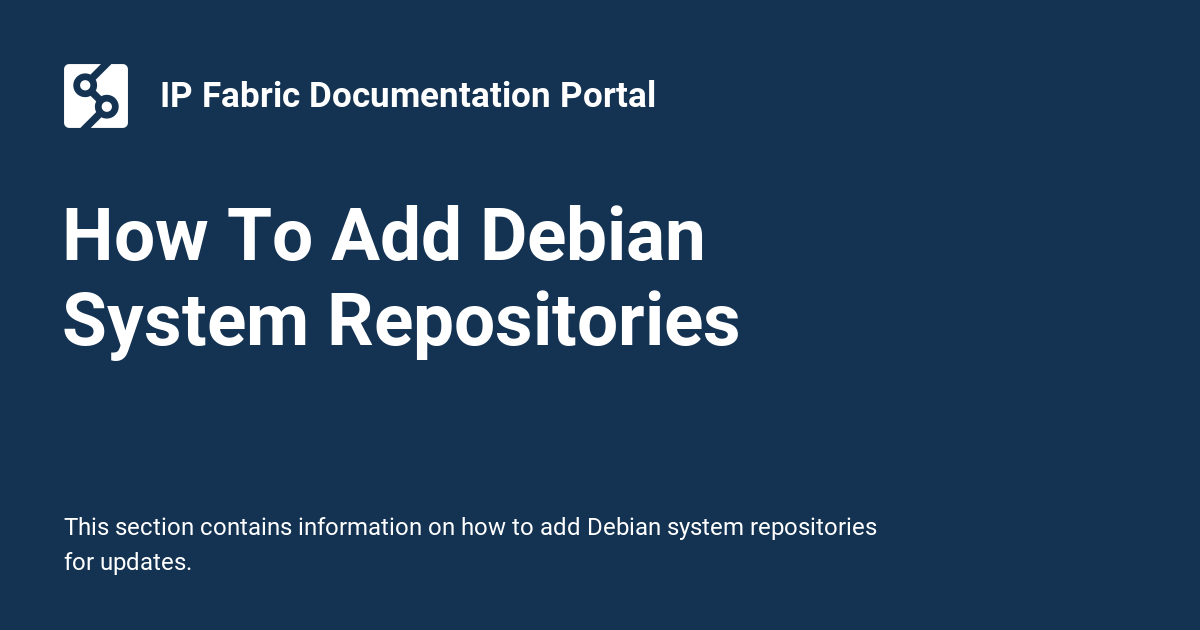 IP Fabric Documentation Portal
How To Add Debian
System Repositories
This section contains information on how to add Debian system repositories
for updates.